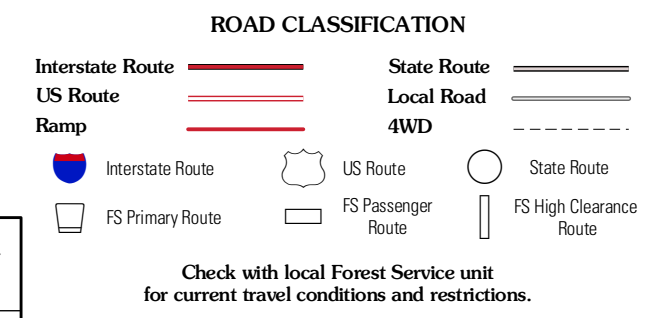 ROAD CLASSIFICATION
Interstate Route
State Route
US Route
Local Road
Ramp
4WD
Interstate Route
US Route
State Route
FS Primary Route
FS Passenger
Route
FS High Clearance
Route
Check with local Forest Service unit
for current travel conditions and restrictions.